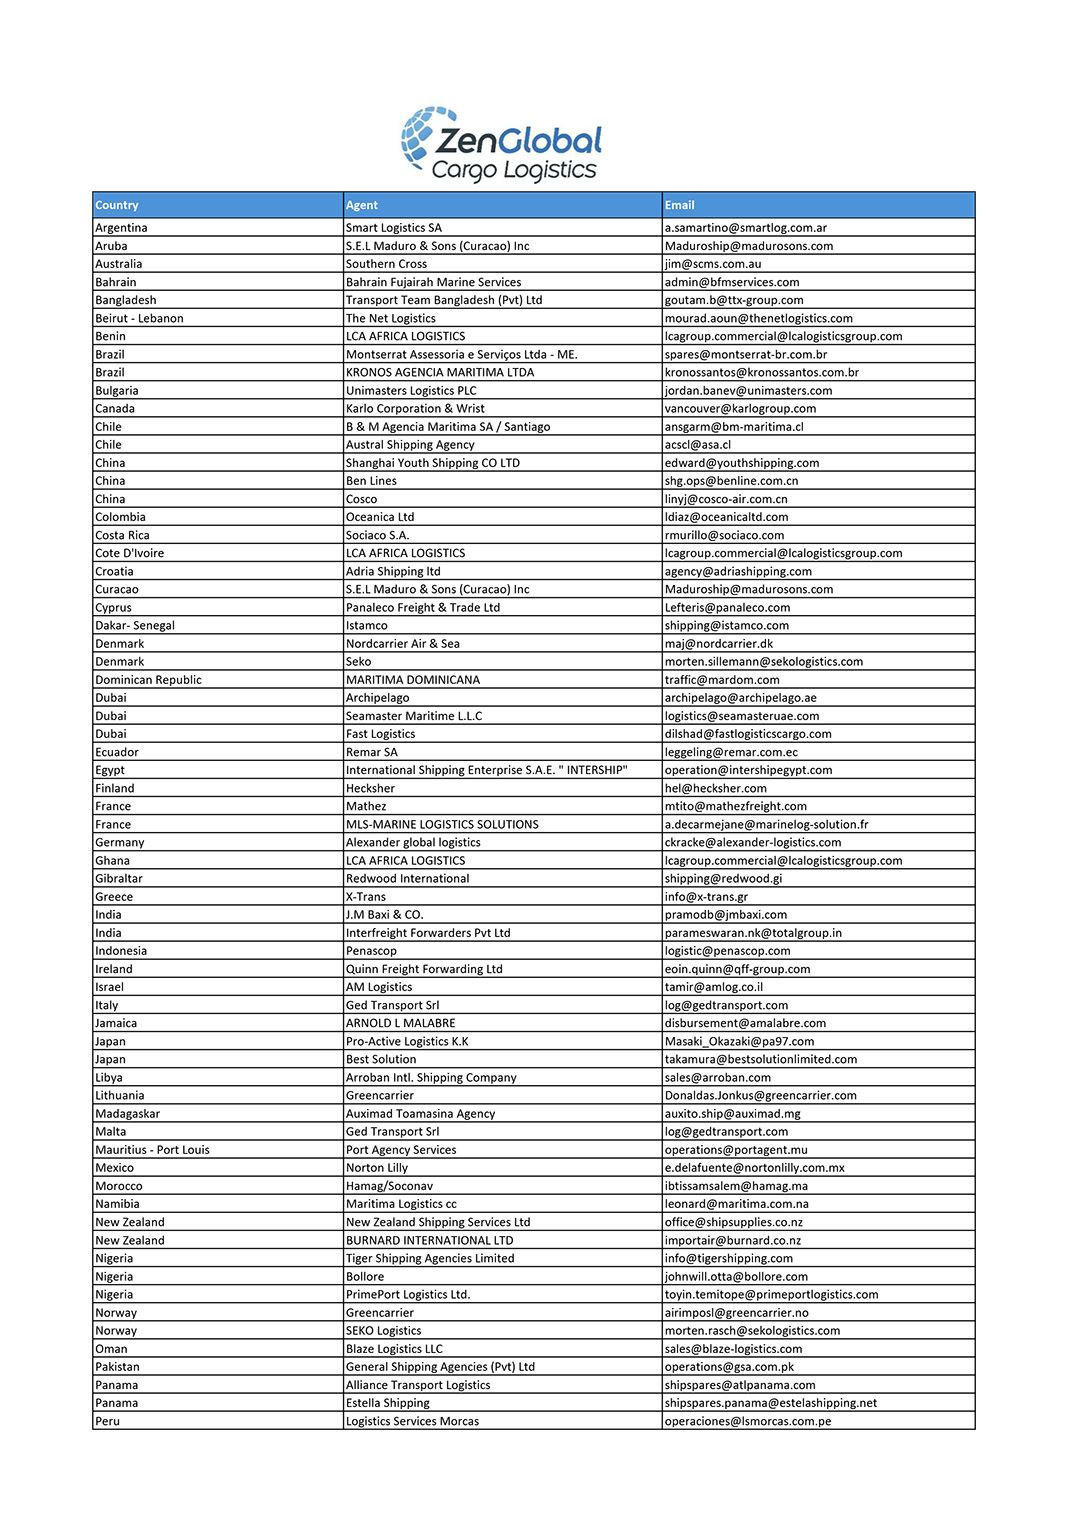 ZenGlobal
Cargo Logistics
Country Agent Email
Argentina Smart Logistics SA a.samartino@smartlog.com.ar
Aruba S.E.L Maduro & Sons (Curacao) Inc Maduroship@madurosons.com
Australia Southern Cross jim@scms.com.au
Bahrain Bahrain Fujairah Marine Services admin@bfmservices.com
Bangladesh Transport Team Bangladesh (Pvt) Ltd goutam.b@ttx-group.com
Beirut - Lebanon The Net Logistics mourad.aoun@thenetlogistics.com
Benin LCA AFRICA LOGISTICS lcagroup.commercial@lcalogisticsgroup.com
Brazil Montserrat Assessoria e Serviços Ltda - ME. spares@montserrat-br.com.br
Brazil KRONOS AGENCIA MARITIMA LTDA kronossantos@kronossantos.com.br
Bulgaria Unimasters Logistics PLC jordan.banev@unimasters.com
Canada Karlo Corporation & Wrist vancouver@karlogroup.com
Chile B & M Agencia Maritima SA / Santiago ansgarm@bm-maritima.cl
Chile Austral Shipping Agency acscl@asa.cl
China Shanghai Youth Shipping CO LTD edward@youthshipping.com
China Ben Lines shg.ops@benline.com.cn
China Cosco linyj@cosco-air.com.cn
Colombia Oceanica Ltd ldiaz@oceanicaltd.com
Costa Rica Sociaco S.A. rmurillo@sociaco.com
Cote D'Ivoire LCA AFRICA LOGISTICS lcagroup.commercial@lcalogisticsgroup.com
Croatia Adria Shipping ltd agency@adriashipping.com
Curacao S.E.L Maduro & Sons (Curacao) Inc Maduroship@madurosons.com
Cyprus Panaleco Freight & Trade Ltd Lefteris@panaleco.com
Dakar- Senegal Istamco shipping@istamco.com
Denmark Nordcarrier Air & Sea maj@nordcarrier.dk
Denmark Seko morten.sillemann@sekologistics.com
Dominican Republic MARITIMA DOMINICANA traffic@mardom.com
Dubai Archipelago archipelago@archipelago.ae
Dubai Seamaster Maritime L.L.C logistics@seamasteruae.com
Dubai Fast Logistics dilshad@fastlogisticscargo.com
Ecuador Remar SA leggeling@remar.com.ec
Egypt International Shipping Enterprise S.A.E. " INTERSHIP" operation@intershipegypt.com
Finland Hecksher hel@hecksher.com
France Mathez mtito@mathezfreight.com
France MLS-MARINE LOGISTICS SOLUTIONS a.decarmejane@marinelog-solution.fr
Germany Alexander global logistics ckracke@alexander-logistics.com
Ghana LCA AFRICA LOGISTICS lcagroup.commercial@lcalogisticsgroup.com
Gibraltar Redwood International shipping@redwood.gi
Greece X-Trans info@x-trans.gr
India J.M Baxi & CO. pramodb@jmbaxi.com
India Interfreight Forwarders Pvt Ltd parameswaran.nk@totalgroup.in
Indonesia Penascop logistic@penascop.com
Ireland Quinn Freight Forwarding Ltd eoin.quinn@qff-group.com
Israel AM Logistics tamir@amlog.co.il
Italy Ged Transport Srl log@gedtransport.com
Jamaica ARNOLD L MALABRE disbursement@amalabre.com
Japan Pro-Active Logistics K.K Masaki_Okazaki@pa97.com
Japan Best Solution takamura@bestsolutionlimited.com
Libya Arroban Intl. Shipping Company sales@arroban.com
Lithuania Greencarrier Donaldas.Jonkus@greencarrier.com
Madagaskar Auximad Toamasina Agency auxito.ship@auximad.mg
Malta Ged Transport Srl log@gedtransport.com
Mauritius - Port Louis Port Agency Services operations@portagent.mu
Mexico Norton Lilly e.delafuente@nortonlilly.com.mx
Morocco Hamag/Soconav ibtissamsalem@hamag.ma
Namibia Maritima Logistics cc leonard@maritima.com.na
New Zealand New Zealand Shipping Services Ltd office@shipsupplies.co.nz
New Zealand BURNARD INTERNATIONAL LTD importair@burnard.co.nz
Nigeria Tiger Shipping Agencies Limited info@tigershipping.com
Nigeria Bollore johnwill.otta@bollore.com
Nigeria PrimePort Logistics Ltd. toyin.temitope@primeportlogistics.com
Norway Greencarrier airimposl@greencarrier.no
Norway SEKO Logistics morten.rasch@sekologistics.com
Oman Blaze Logistics LLC sales@blaze-logistics.com
Pakistan General Shipping Agencies (Pvt) Ltd operations@gsa.com.pk
Panama Alliance Transport Logistics shipspares@atlpanama.com
Panama Estella Shipping shipspares.panama@estelashipping.net
Peru Logistics Services Morcas operaciones@lsmorcas.com.pe